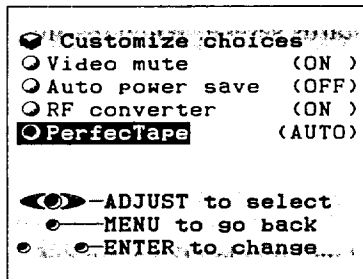 Customize choices
Video mute (ON )
Auto power save (OFF)
RF converter (ON )
PerfecTape (AUTO)
ADJUST to select
MENU to go back
ENTER to change